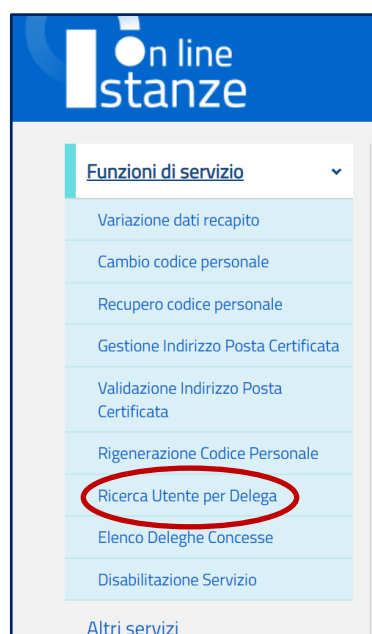 On line
Istanze
Funzioni di servizio
Variazione dati recapito
Cambio codice personale
Recupero codice personale
Gestione Indirizzo Posta Certificata
Validazione Indirizzo Posta
Certificata
Rigenerazione Codice Personale
Ricerca Utente per Delega
Elenco Deleghe Concesse
Disabilitazione Servizio
Altri servizi